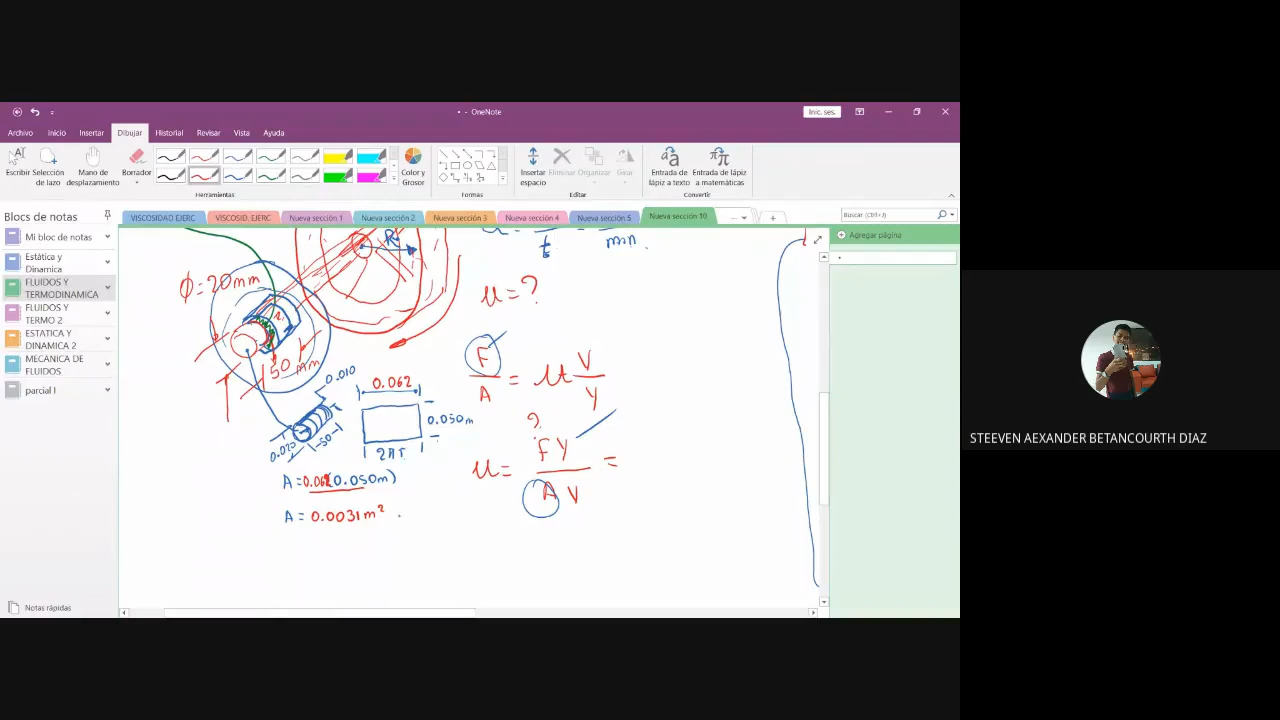 OneNote
Inic. ses.
Archivo Inicio Insertar Dibujar Historial Revisar Vista Ayuda
Escribir Selección de lazo Mano de desplazamiento Borrador Color y Grosor Insertar espacio Eliminar Organizar Girar Entrada de lápiz a texto Entrada de lápiz a matemáticas
Herramientas Formas Editar Convertir
Blocs de notas
VISCOSIDAD EJERC VISCOSID. EJERC Nueva sección 1 Nueva sección 2 Nueva sección 3 Nueva sección 4 Nueva sección 5 Nueva sección 10 ... +
Buscar (Ctrl+J)
Agregar página
Mi bloc de notas
Estática y Dinamica
FLUIDOS Y TERMODINAMICA
FLUIDOS Y TERMO 2
ESTATICA Y DINAMICA 2
MECANICA DE FLUIDOS
parcial I
Notas rápidas
R
t = min.
ϕ = 20mm
50 mm
μ = ?
0.010
0.020
-50-
0.062
0.050m
2πr
F/A = μ V/Y
?
μ = FY/AV =
A = 0.062(0.050m)
A = 0.0031m²
STEEVEN AEXANDER BETANCOURTH DIAZ